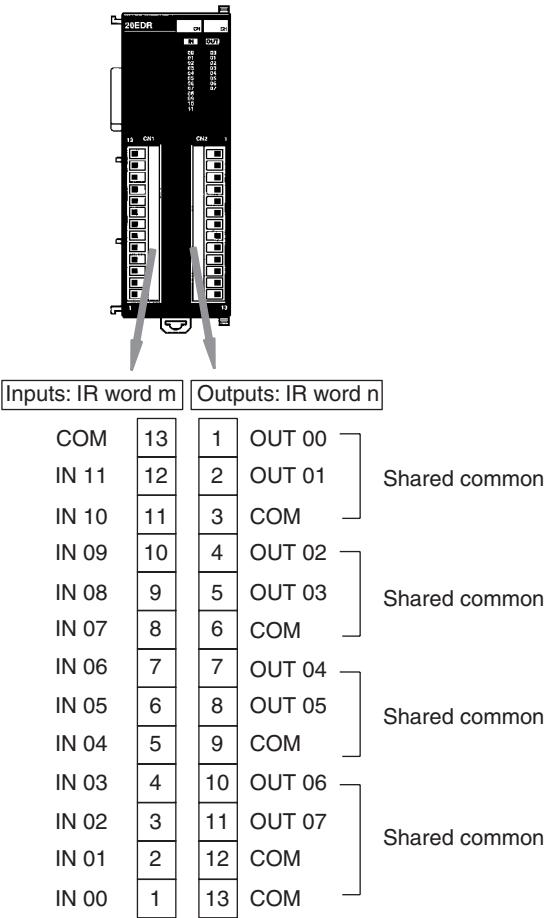 20EDR CH CH
IN OUT
00 00
01 01
02 02
03 03
04 04
05 05
06 06
07 07
08
09
10
11
13 CN1 CN2 1
1 13
Inputs: IR word m Outputs: IR word n
COM 13 1 OUT 00
IN 11 12 2 OUT 01 Shared common
IN 10 11 3 COM
IN 09 10 4 OUT 02
IN 08 9 5 OUT 03 Shared common
IN 07 8 6 COM
IN 06 7 7 OUT 04
IN 05 6 8 OUT 05 Shared common
IN 04 5 9 COM
IN 03 4 10 OUT 06
IN 02 3 11 OUT 07 Shared common
IN 01 2 12 COM
IN 00 1 13 COM